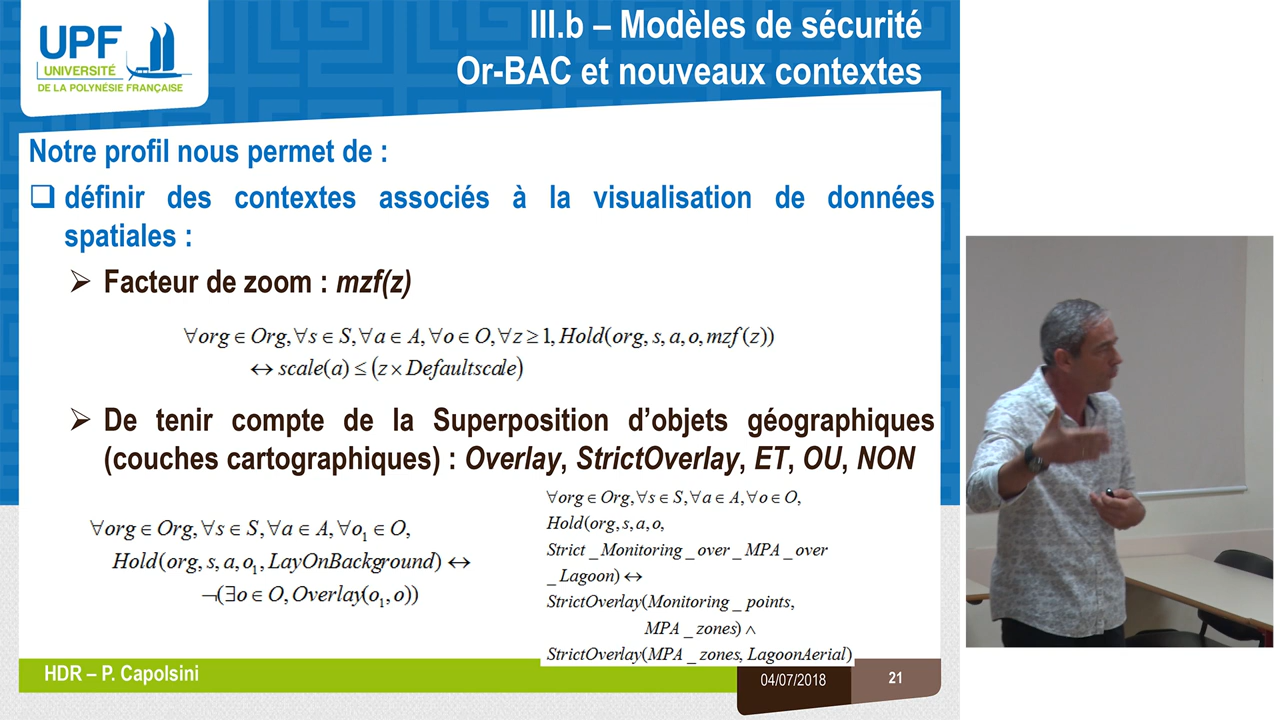 UPF
UNIVERSITÉ
DE LA POLYNÉSIE FRANÇAISE
III.b – Modèles de sécurité
Or-BAC et nouveaux contextes
Notre profil nous permet de :
❑ définir des contextes associés à la visualisation de données
spatiales :
➢ Facteur de zoom : mzf(z)
∀org ∈ Org, ∀s ∈ S, ∀a ∈ A, ∀o ∈ O, ∀z ≥ 1, Hold(org, s, a, o, mzf(z))
↔ scale(a) ≤ (z × Defaultscale)
➢ De tenir compte de la Superposition d’objets géographiques
(couches cartographiques) : Overlay, StrictOverlay, ET, OU, NON
∀org ∈ Org, ∀s ∈ S, ∀a ∈ A, ∀o₁ ∈ O,
Hold(org, s, a, o₁, LayOnBackground) ↔
¬(∃o ∈ O, Overlay(o₁, o))
∀org ∈ Org, ∀s ∈ S, ∀a ∈ A, ∀o ∈ O,
Hold(org, s, a, o,
Strict _ Monitoring _ over _ MPA _ over
_ Lagoon) ↔
StrictOverlay(Monitoring _ points,
MPA _ zones) ∧
StrictOverlay(MPA _ zones, LagoonAerial)
HDR – P. Capolsini
04/07/2018
21